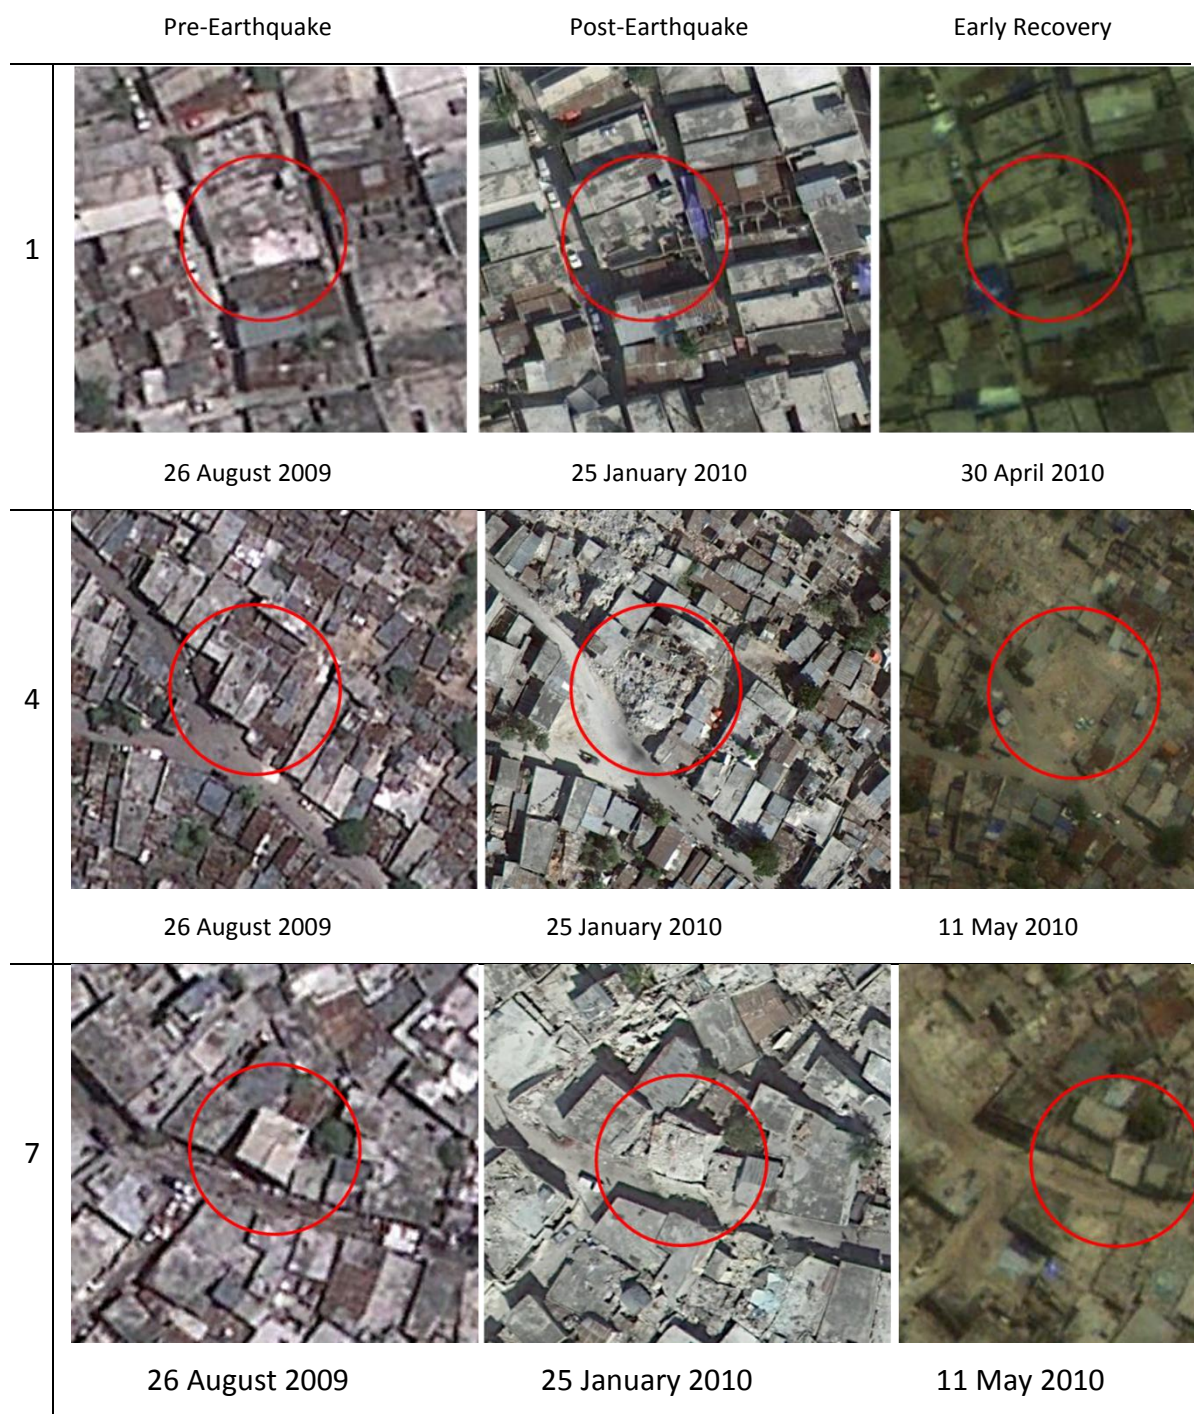 Pre-Earthquake Post-Earthquake Early Recovery
1
26 August 2009 25 January 2010 30 April 2010
4
26 August 2009 25 January 2010 11 May 2010
7
26 August 2009 25 January 2010 11 May 2010